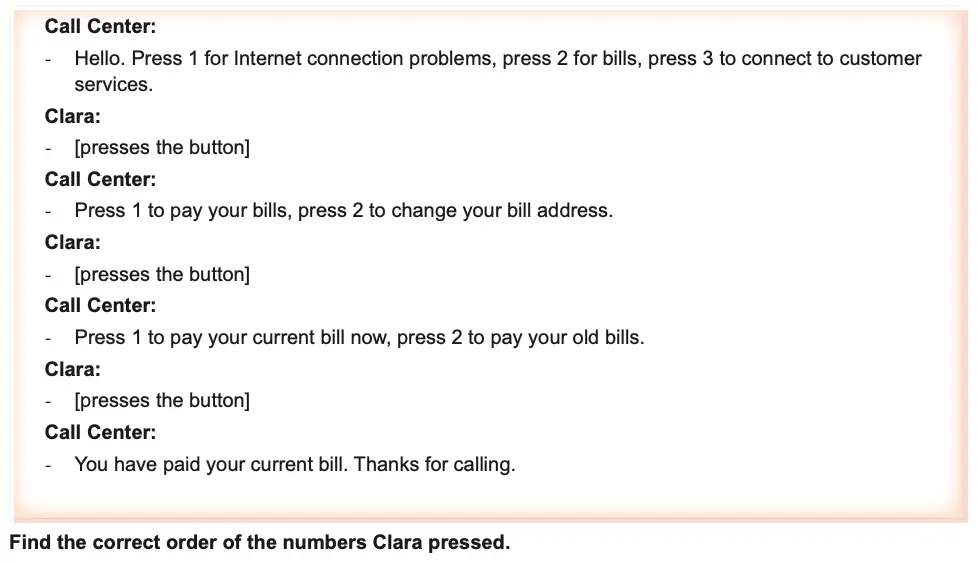 Call Center:
- Hello. Press 1 for Internet connection problems, press 2 for bills, press 3 to connect to customer
services.
Clara:
- [presses the button]
Call Center:
- Press 1 to pay your bills, press 2 to change your bill address.
Clara:
- [presses the button]
Call Center:
- Press 1 to pay your current bill now, press 2 to pay your old bills.
Clara:
- [presses the button]
Call Center:
- You have paid your current bill. Thanks for calling.
Find the correct order of the numbers Clara pressed.